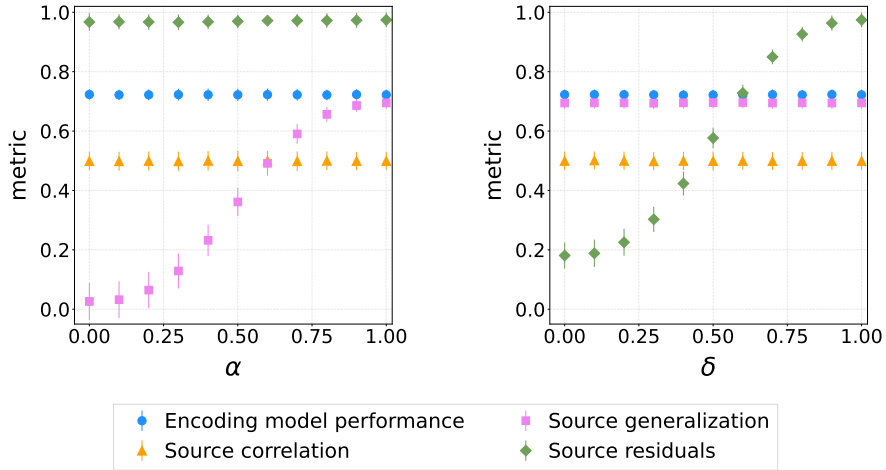 1.0
0.8
0.6
0.4
0.2
0.0
metric
0.00 0.25 0.50 0.75 1.00
α
1.0
0.8
0.6
0.4
0.2
0.0
metric
0.00 0.25 0.50 0.75 1.00
δ
Encoding model performance
Source correlation
Source generalization
Source residuals